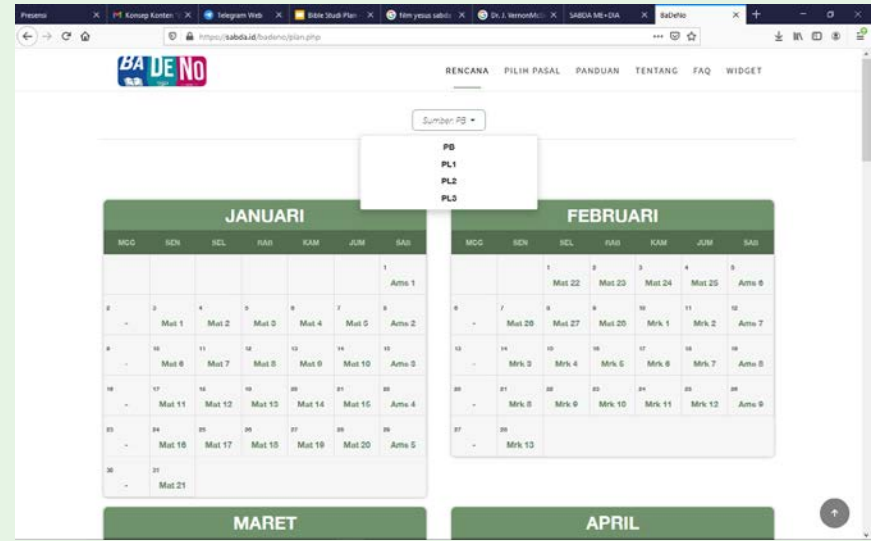 Presensi
Konsep Konten
Telegram Web
Bible Studi Plan
film yesus sabda
Dr. J. Vernon
SABDA ME+DIA
BaDeNo
https://sabda.id/badeno/plan.php
BA DE NO
RENCANA PILIH PASAL PANDUAN TENTANG FAQ WIDGET
Sumber: PB
PB
PL1
PL2
PL3
JANUARI
MGG SEN SEL RAB KAM JUM SAB
1
Ams 1
2 3 4 5 6 7 8
- Mat 1 Mat 2 Mat 3 Mat 4 Mat 5 Ams 2
9 10 11 12 13 14 15
- Mat 6 Mat 7 Mat 8 Mat 9 Mat 10 Ams 3
16 17 18 19 20 21 22
- Mat 11 Mat 12 Mat 13 Mat 14 Mat 15 Ams 4
23 24 25 26 27 28 29
- Mat 16 Mat 17 Mat 18 Mat 19 Mat 20 Ams 5
30 31
- Mat 21
FEBRUARI
MGG SEN SEL RAB KAM JUM SAB
1 2 3 4 5
Mat 22 Mat 23 Mat 24 Mat 25 Ams 6
6 7 8 9 10 11 12
- Mat 26 Mat 27 Mat 28 Mrk 1 Mrk 2 Ams 7
13 14 15 16 17 18 19
- Mrk 3 Mrk 4 Mrk 5 Mrk 6 Mrk 7 Ams 8
20 21 22 23 24 25 26
- Mrk 8 Mrk 9 Mrk 10 Mrk 11 Mrk 12 Ams 9
27 28
- Mrk 13
MARET
APRIL